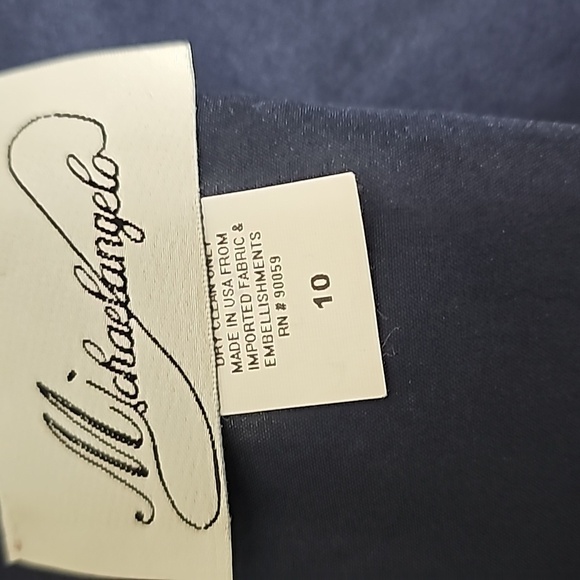 Michaelangelo
DRY CLEAN ONLY
MADE IN USA FROM
IMPORTED FABRIC &
EMBELLISHMENTS
RN # 90059
10